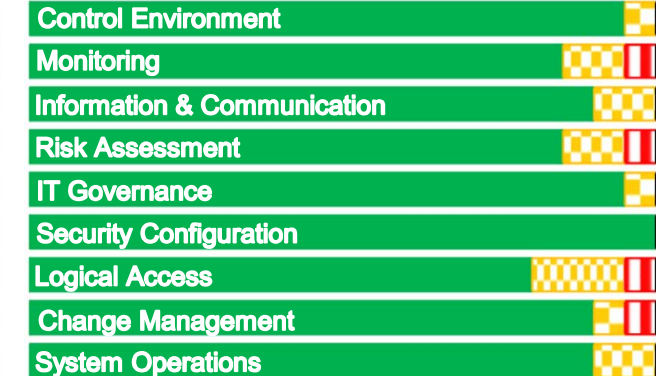 Control Environment
Monitoring
Information & Communication
Risk Assessment
IT Governance
Security Configuration
Logical Access
Change Management
System Operations